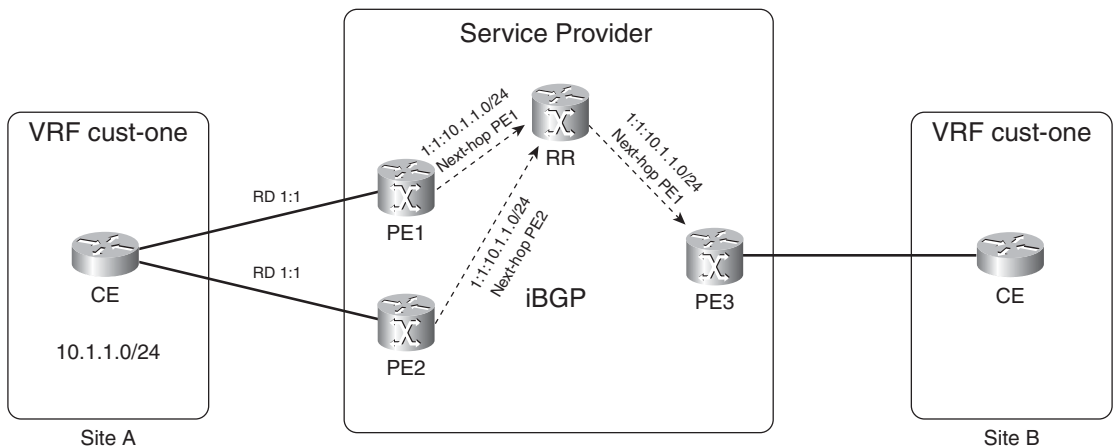 Service Provider
VRF cust-one
VRF cust-one
1:1:10.1.1.0/24
Next-hop PE1
RR
1:1:10.1.1.0/24
Next-hop PE1
RD 1:1
PE1
1:1:10.1.1.0/24
Next-hop PE2
CE
RD 1:1
iBGP
PE3
CE
10.1.1.0/24
PE2
Site A
Site B